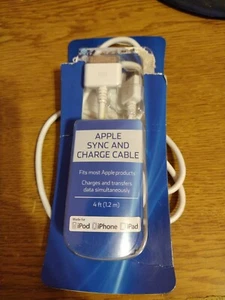 APPLE
SYNC AND
CHARGE CABLE
Fits most Apple products
Charges and transfers
data simultaneously
4 ft (1.2 m)
Made for
iPod iPhone iPad